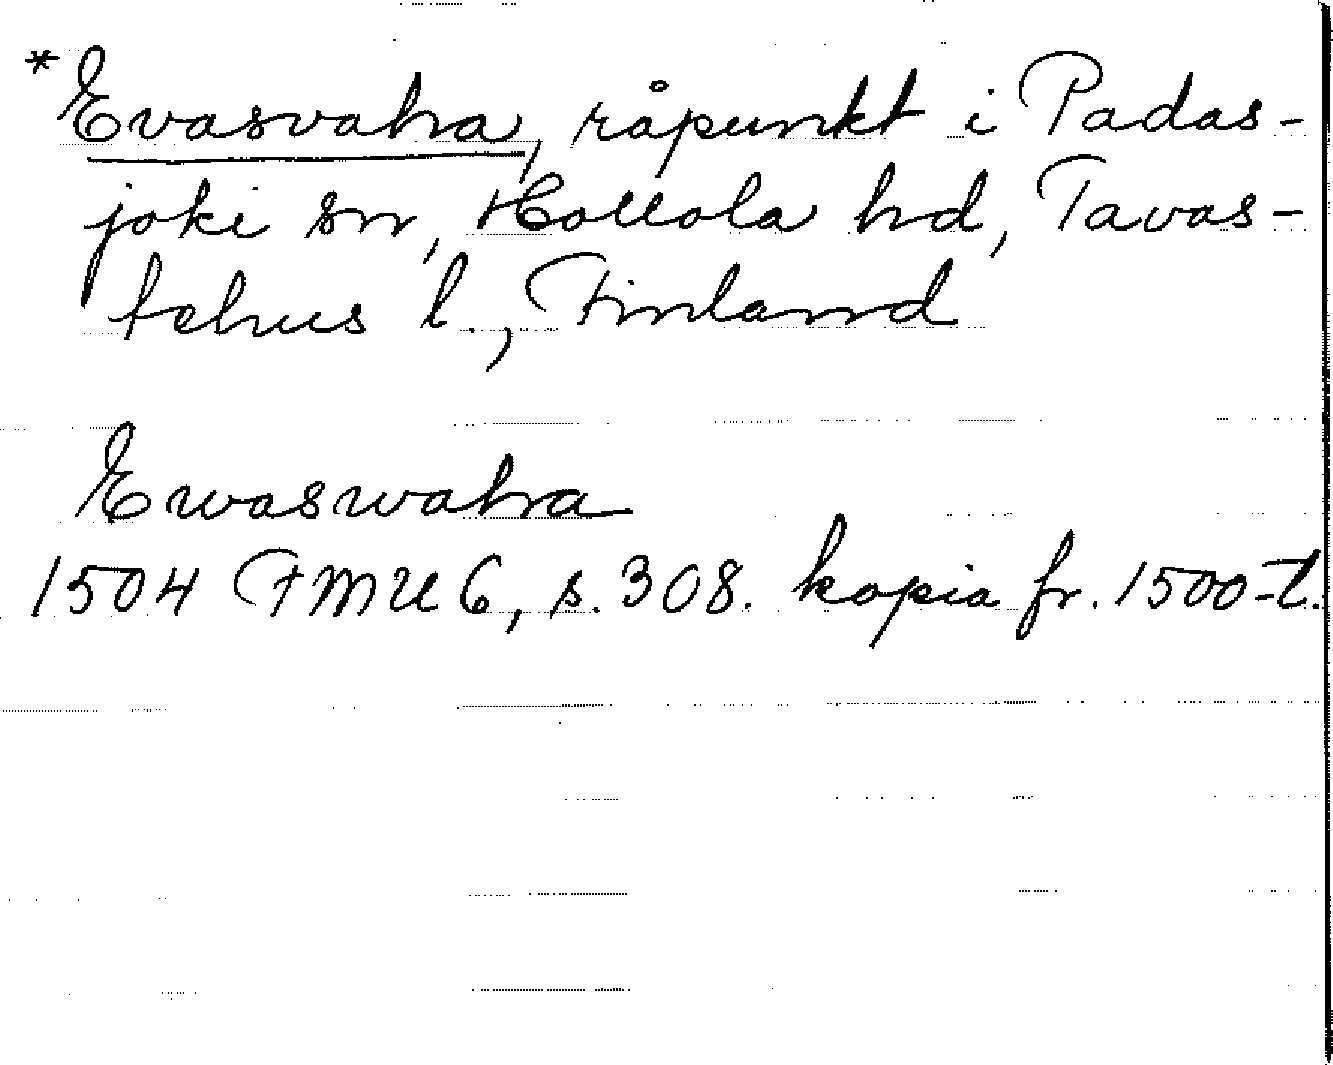 *Evasvaha, råpunkt i Padas-
joki sn, Hollola hd, Tavas-
tehus l., Finland
Ewaswaha
1504 FMU 6, s. 308. kopia fr. 1500-t.